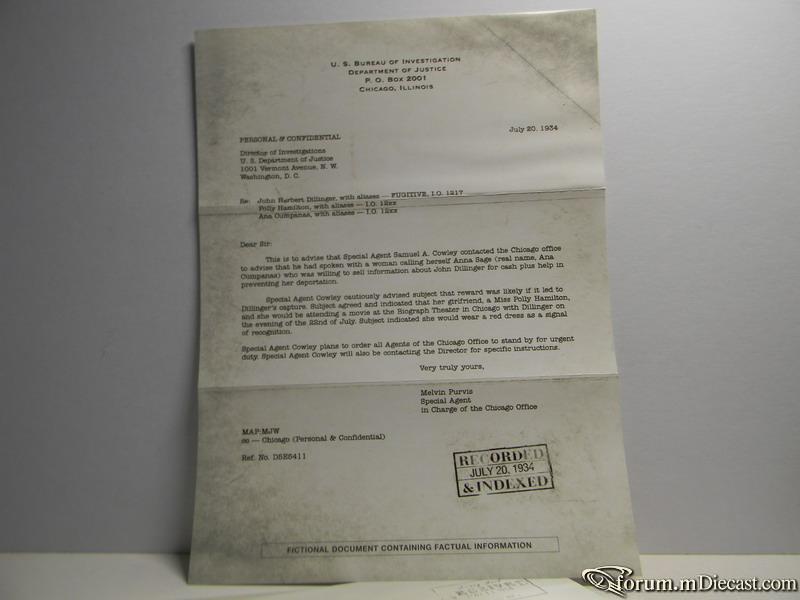 U. S. BUREAU OF INVESTIGATION
DEPARTMENT OF JUSTICE
P. O. BOX 2001
CHICAGO, ILLINOIS
July 20, 1934
PERSONAL & CONFIDENTIAL
Director of Investigations
U. S. Department of Justice
1001 Vermont Avenue, N. W.
Washington, D. C.
Re: John Herbert Dillinger, with aliases — FUGITIVE, I.O. 1217
Polly Hamilton, with aliases — I.O. 12xx
Ana Cumpanas, with aliases — I.O. 12xx
Dear Sir:
This is to advise that Special Agent Samuel A. Cowley contacted the Chicago office
to advise that he had spoken with a woman calling herself Anna Sage (real name, Ana
Cumpanas) who was willing to sell information about John Dillinger for cash plus help in
preventing her deportation.
Special Agent Cowley cautiously advised subject that reward was likely if it led to
Dillinger's capture. Subject agreed and indicated that her girlfriend, a Miss Polly Hamilton,
and she would be attending a movie at the Biograph Theater in Chicago with Dillinger on
the evening of the 22nd of July. Subject indicated she would wear a red dress as a signal
of recognition.
Special Agent Cowley plans to order all Agents of the Chicago Office to stand by for urgent
duty. Special Agent Cowley will also be contacting the Director for specific instructions.
Very truly yours,
Melvin Purvis
Special Agent
in Charge of the Chicago Office
MAP:MJW
cc — Chicago (Personal & Confidential)
Ref. No. DSE5411
RECORDED
JULY 20, 1934
& INDEXED
FICTIONAL DOCUMENT CONTAINING FACTUAL INFORMATION
forum.mDiecast.com